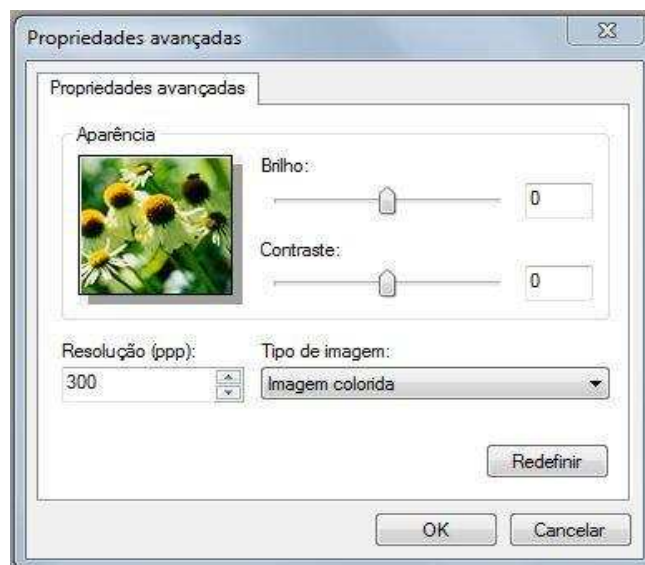 Propriedades avançadas
Propriedades avançadas
Aparência
Brilho:
0
Contraste:
0
Resolução (ppp):
Tipo de imagem:
300
Imagem colorida
Redefinir
OK
Cancelar